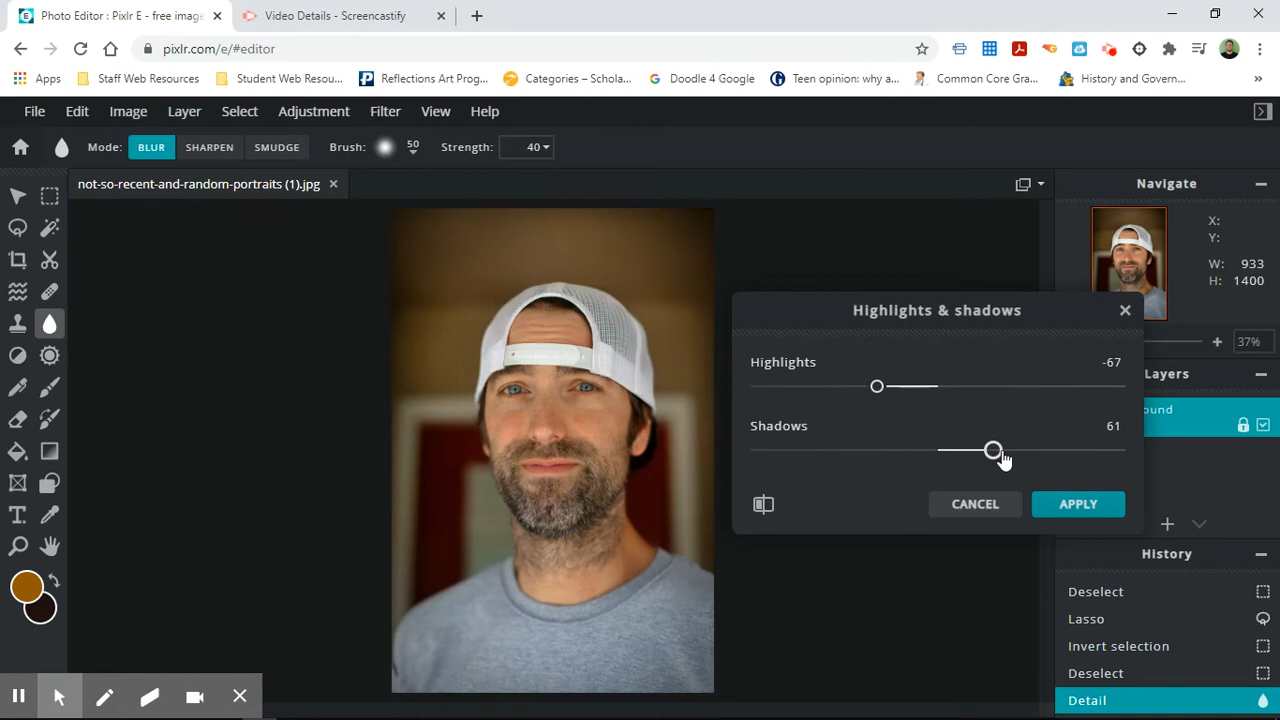 Photo Editor : Pixlr E - free image
Video Details - Screencastify
pixlr.com/e/#editor
Apps
Staff Web Resources
Student Web Resou...
Reflections Art Prog...
Categories – Schola...
Doodle 4 Google
Teen opinion: why a...
Common Core Gra...
History and Govern...
»
File Edit Image Layer Select Adjustment Filter View Help
Mode: BLUR SHARPEN SMUDGE Brush: 50 Strength: 40
not-so-recent-and-random-portraits (1).jpg
Navigate
X:
Y:
W: 933
H: 1400
37%
Highlights & shadows
Highlights -67
Shadows 61
CANCEL APPLY
Layers
ound
History
Deselect
Lasso
Invert selection
Deselect
Detail